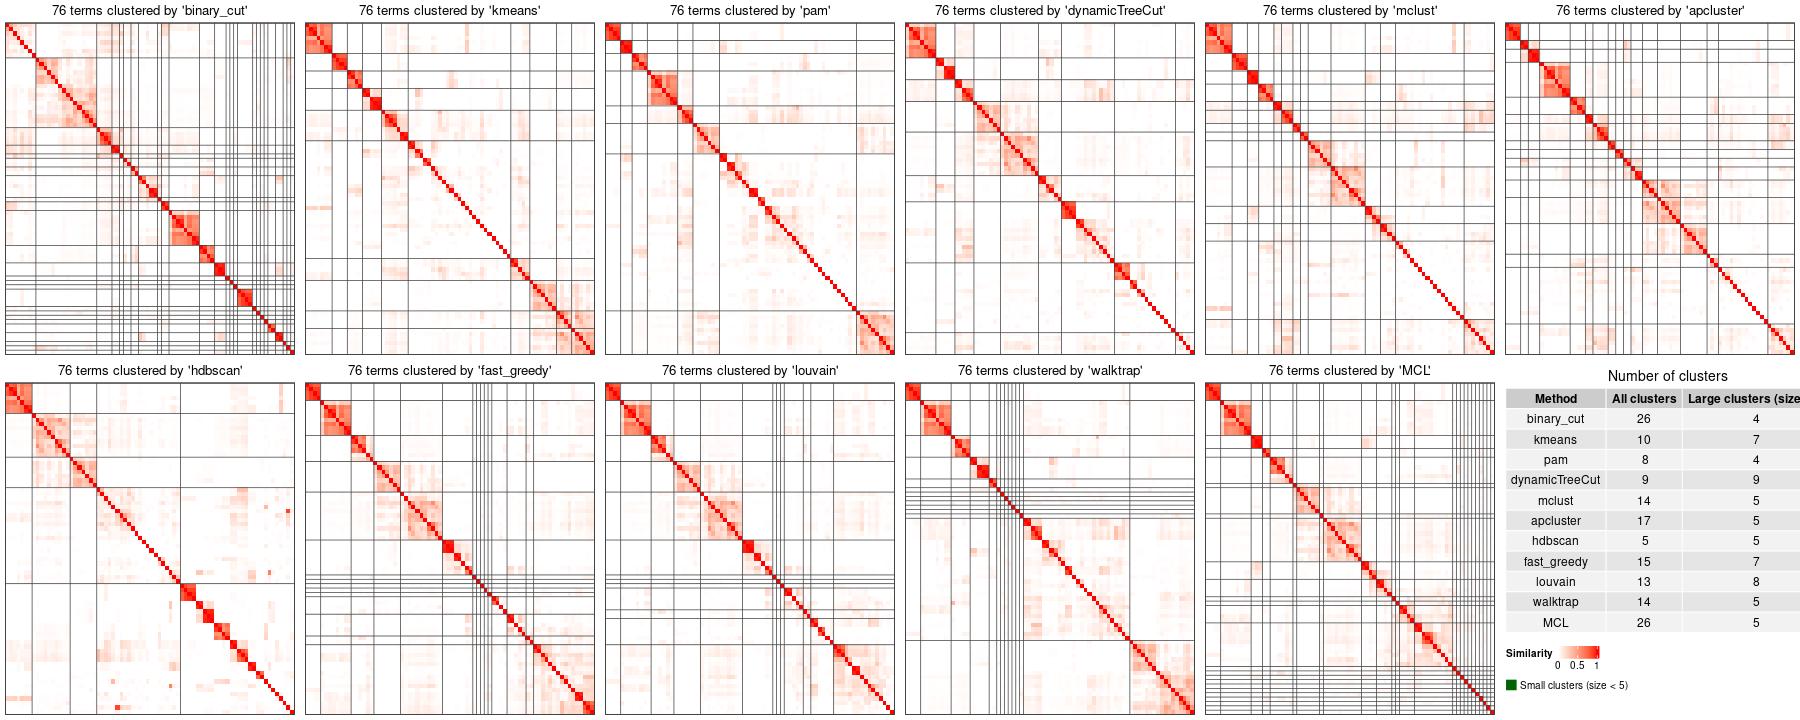 76 terms clustered by 'binary_cut'
76 terms clustered by 'kmeans'
76 terms clustered by 'pam'
76 terms clustered by 'dynamicTreeCut'
76 terms clustered by 'mclust'
76 terms clustered by 'apcluster'
76 terms clustered by 'hdbscan'
76 terms clustered by 'fast_greedy'
76 terms clustered by 'louvain'
76 terms clustered by 'walktrap'
76 terms clustered by 'MCL'
Number of clusters
Method All clusters Large clusters (size
binary_cut 26 4
kmeans 10 7
pam 8 4
dynamicTreeCut 9 9
mclust 14 5
apcluster 17 5
hdbscan 5 5
fast_greedy 15 7
louvain 13 8
walktrap 14 5
MCL 26 5
Similarity
0 0.5 1
Small clusters (size < 5)